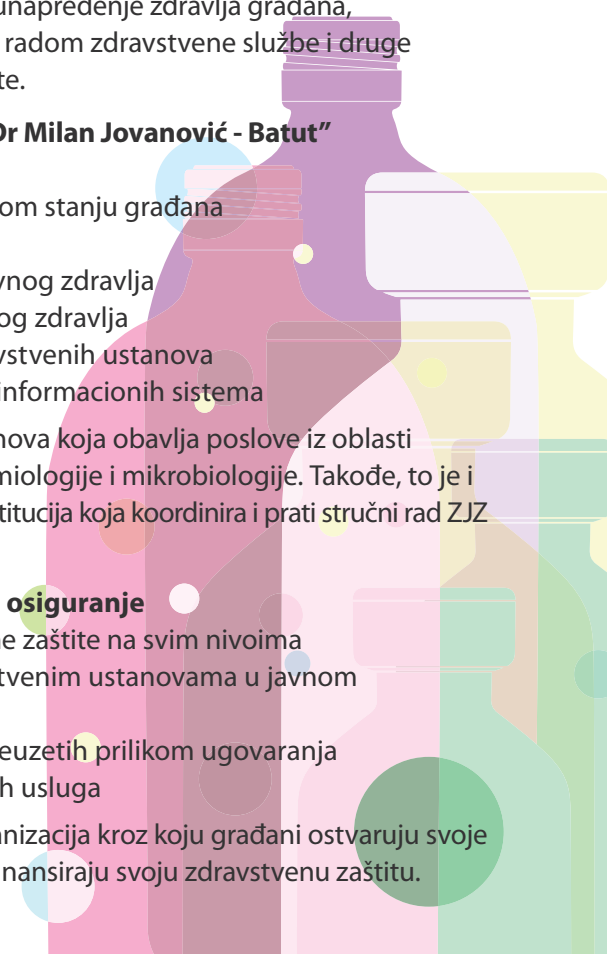 unapređenje zdravlja građana,
radom zdravstvene službe i druge
te.
Dr Milan Jovanović - Batut”
om stanju građana
vnog zdravlja
og zdravlja
vstvenih ustanova
informacionih sistema
nova koja obavlja poslove iz oblasti
miologije i mikrobiologije. Takođe, to je i
titucija koja koordinira i prati stručni rad ZJZ
osiguranje
ne zaštite na svim nivoima
tvenim ustanovama u javnom
euzetih prilikom ugovaranja
h usluga
anizacija kroz koju građani ostvaruju svoje
nansiraju svoju zdravstvenu zaštitu.